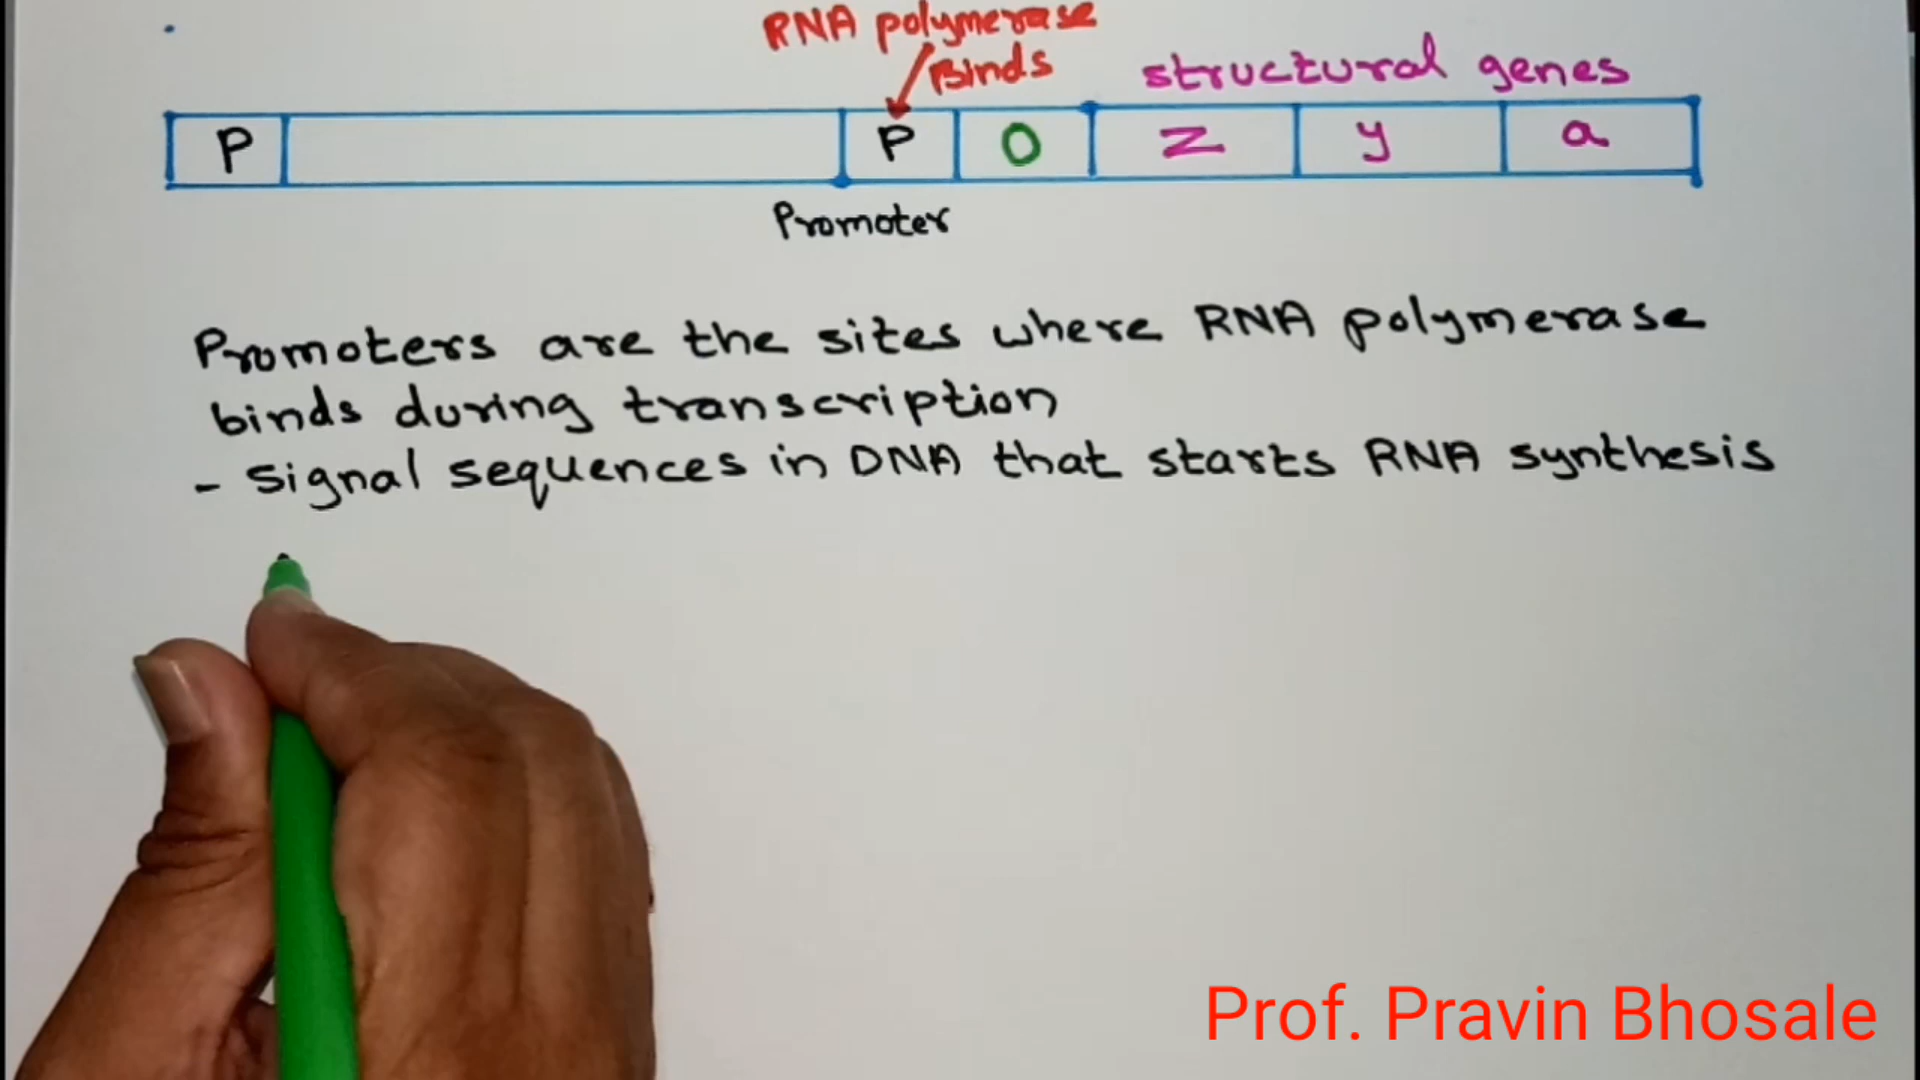 RNA polymerase
Binds
structural genes
P P O z y a
Promoter
Promoters are the sites where RNA polymerase
binds during transcription
- Signal sequences in DNA that starts RNA synthesis
Prof. Pravin Bhosale